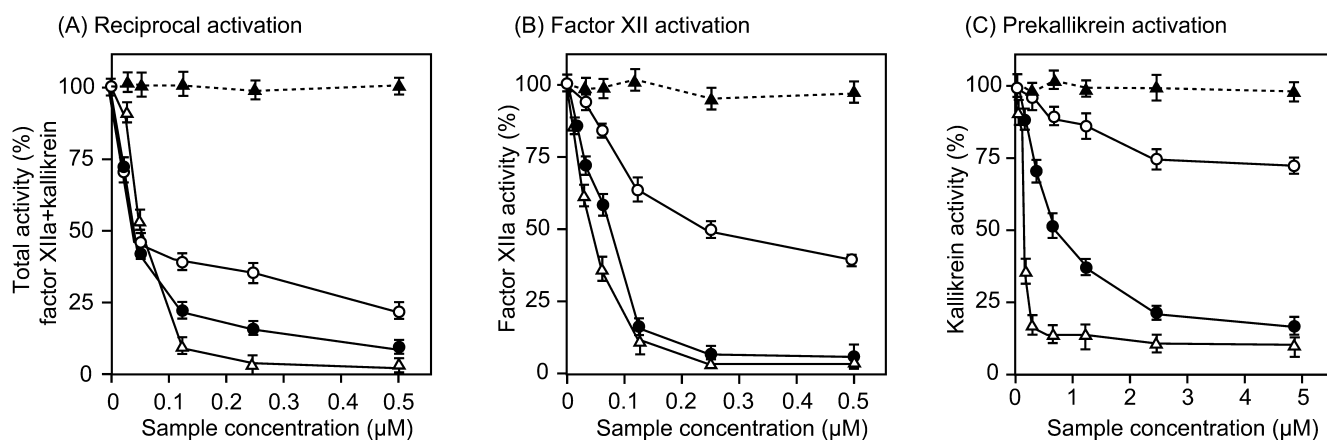 (A) Reciprocal activation
Total activity (%)
factor XIIa+kallikrein
100
75
50
25
0
0 0.1 0.2 0.3 0.4 0.5
Sample concentration (μM)
(B) Factor XII activation
Factor XIIa activity (%)
100
75
50
25
0
0 0.1 0.2 0.3 0.4 0.5
Sample concentration (μM)
(C) Prekallikrein activation
Kallikrein activity (%)
100
75
50
25
0
0 1 2 3 4 5
Sample concentration (μM)